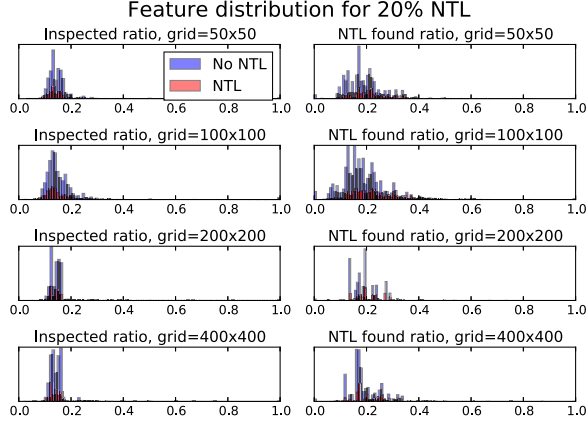 Feature distribution for 20% NTL
Inspected ratio, grid=50x50
NTL found ratio, grid=50x50
No NTL
NTL
0.0 0.2 0.4 0.6 0.8 1.0
0.0 0.2 0.4 0.6 0.8 1.0
Inspected ratio, grid=100x100
NTL found ratio, grid=100x100
0.0 0.2 0.4 0.6 0.8 1.0
0.0 0.2 0.4 0.6 0.8 1.0
Inspected ratio, grid=200x200
NTL found ratio, grid=200x200
0.0 0.2 0.4 0.6 0.8 1.0
0.0 0.2 0.4 0.6 0.8 1.0
Inspected ratio, grid=400x400
NTL found ratio, grid=400x400
0.0 0.2 0.4 0.6 0.8 1.0
0.0 0.2 0.4 0.6 0.8 1.0